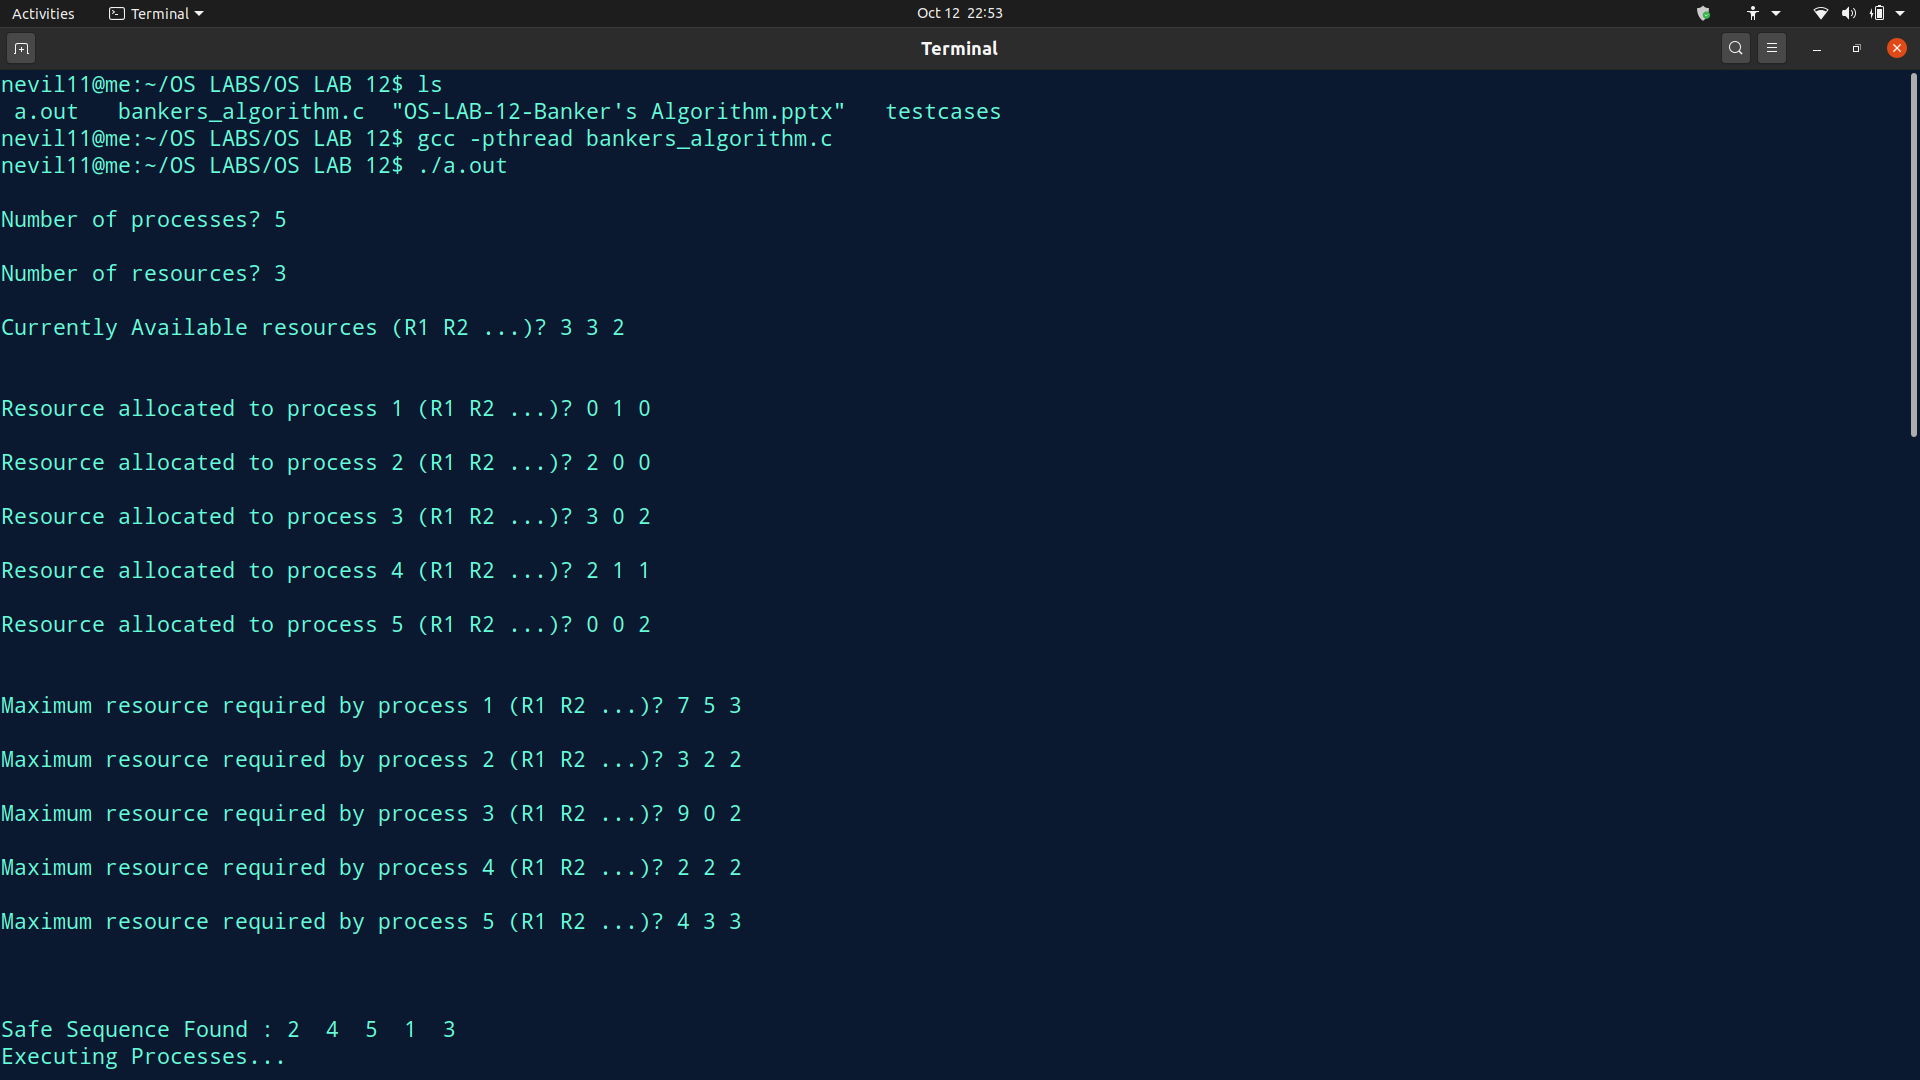 Activities Terminal Oct 12 22:53
Terminal
nevil11@me:~/OS LABS/OS LAB 12$ ls
a.out bankers_algorithm.c "OS-LAB-12-Banker's Algorithm.pptx" testcases
nevil11@me:~/OS LABS/OS LAB 12$ gcc -pthread bankers_algorithm.c
nevil11@me:~/OS LABS/OS LAB 12$ ./a.out
Number of processes? 5
Number of resources? 3
Currently Available resources (R1 R2 ...)? 3 3 2
Resource allocated to process 1 (R1 R2 ...)? 0 1 0
Resource allocated to process 2 (R1 R2 ...)? 2 0 0
Resource allocated to process 3 (R1 R2 ...)? 3 0 2
Resource allocated to process 4 (R1 R2 ...)? 2 1 1
Resource allocated to process 5 (R1 R2 ...)? 0 0 2
Maximum resource required by process 1 (R1 R2 ...)? 7 5 3
Maximum resource required by process 2 (R1 R2 ...)? 3 2 2
Maximum resource required by process 3 (R1 R2 ...)? 9 0 2
Maximum resource required by process 4 (R1 R2 ...)? 2 2 2
Maximum resource required by process 5 (R1 R2 ...)? 4 3 3
Safe Sequence Found : 2 4 5 1 3
Executing Processes...